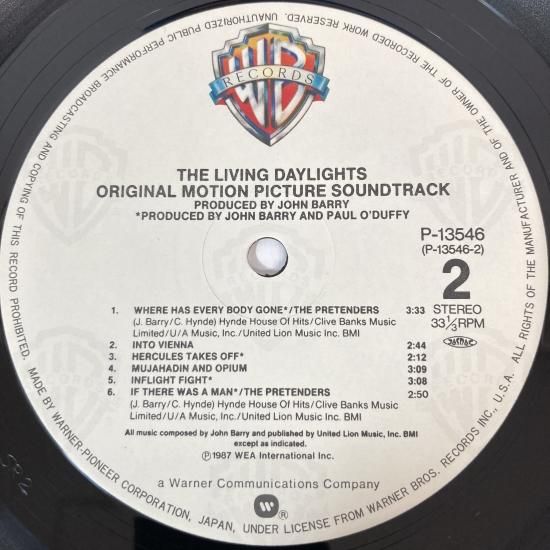 UNAUTHORIZED PUBLIC PERFORMANCE BROADCASTING AND COPYING OF THIS RECORD PROHIBITED.
ALL RIGHTS OF THE MANUFACTURER AND OF THE OWNER OF THE RECORDED WORK RESERVED.
WB
RECORDS
THE LIVING DAYLIGHTS
ORIGINAL MOTION PICTURE SOUNDTRACK
PRODUCED BY JOHN BARRY
*PRODUCED BY JOHN BARRY AND PAUL O'DUFFY
P-13546
(P-13546-2)
2
STEREO
33 1/3 RPM
1. WHERE HAS EVERY BODY GONE*/THE PRETENDERS 3:33
(J. Barry/C. Hynde) Hynde House Of Hits/Clive Banks Music
Limited/U/A Music, Inc./United Lion Music Inc. BMI
2. INTO VIENNA 2:44
3. HERCULES TAKES OFF* 2:12
4. MUJAHADIN AND OPIUM 3:09
5. INFLIGHT FIGHT* 3:08
6. IF THERE WAS A MAN*/THE PRETENDERS 2:50
(J. Barry/C. Hynde) Hynde House Of Hits/Clive Banks Music
Limited/U/A Music, Inc./United Lion Music, Inc. BMI
All music composed by John Barry and published by United Lion Music, Inc. BMI
except as indicated.
Ⓟ1987 WEA International Inc.
a Warner Communications Company
®
MADE BY WARNER-PIONEER CORPORATION, JAPAN, UNDER LICENSE FROM WARNER BROS. RECORDS INC., U.S.A.